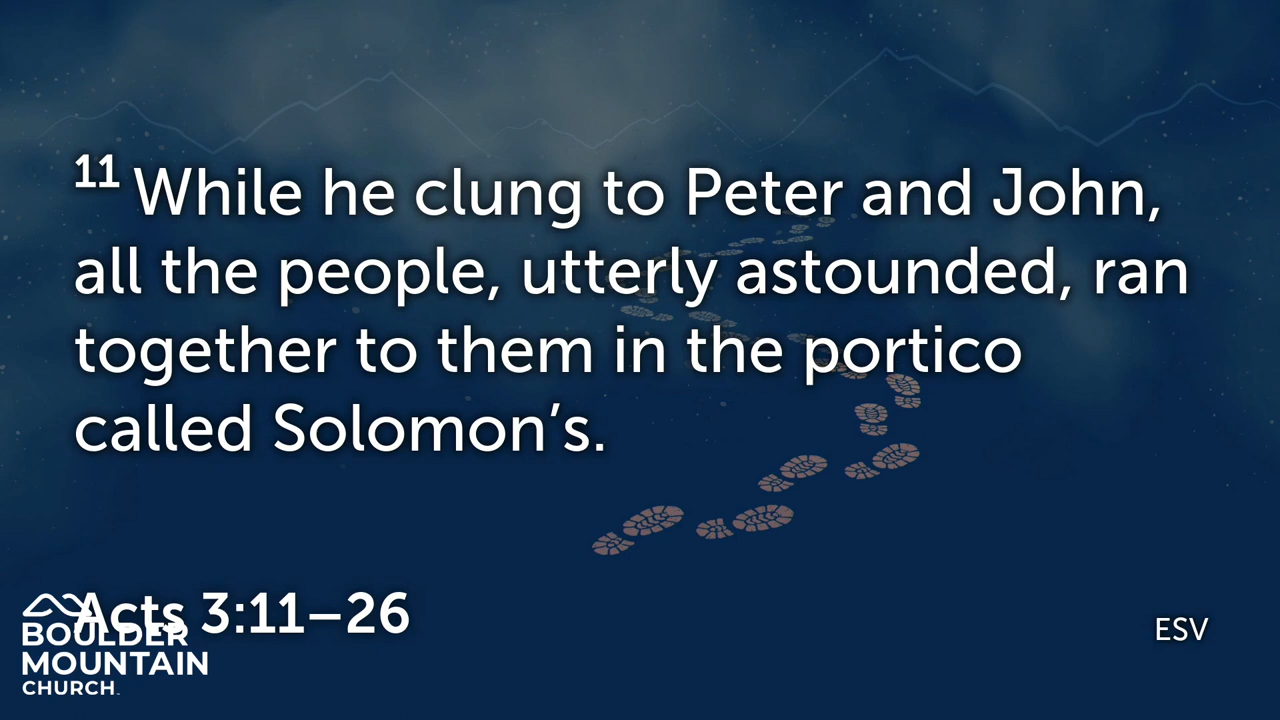 11 While he clung to Peter and John,
all the people, utterly astounded, ran
together to them in the portico
called Solomon’s.
Acts 3:11–26
ESV
BOULDER
MOUNTAIN
CHURCH